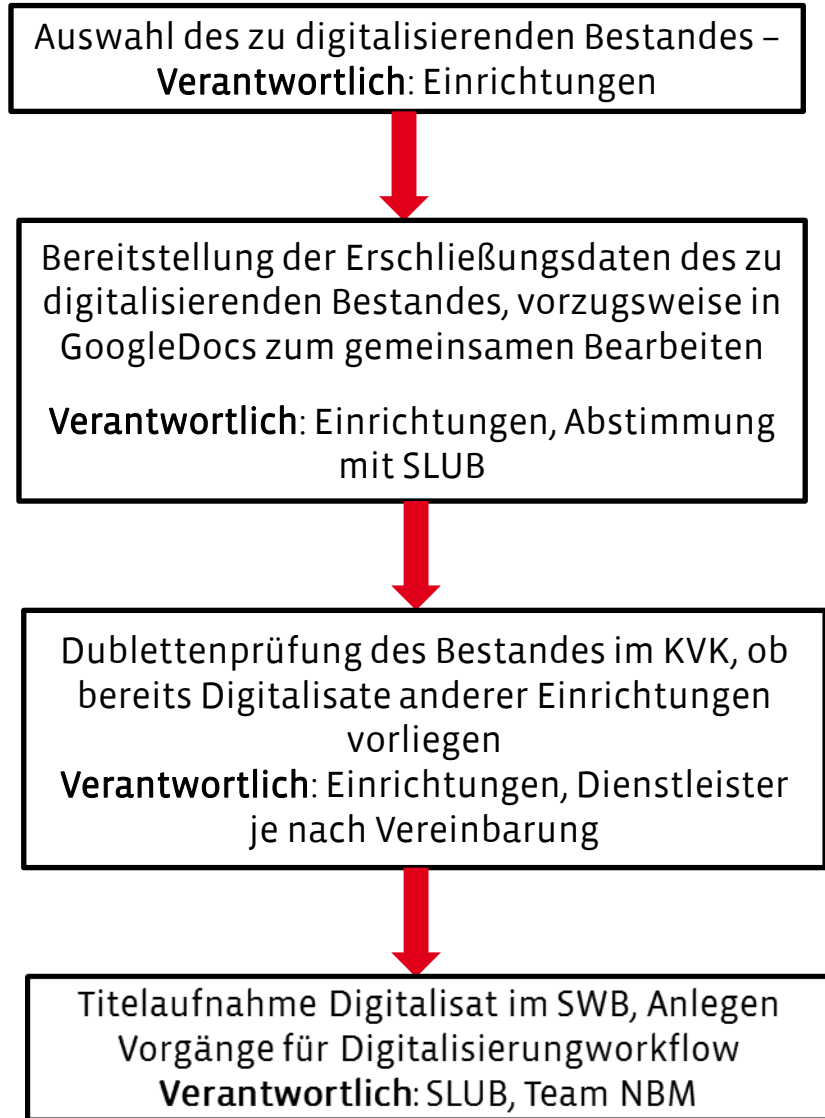 Auswahl des zu digitalisierenden Bestandes –
Verantwortlich: Einrichtungen
Bereitstellung der Erschließungsdaten des zu
digitalisierenden Bestandes, vorzugsweise in
GoogleDocs zum gemeinsamen Bearbeiten
Verantwortlich: Einrichtungen, Abstimmung
mit SLUB
Dublettenprüfung des Bestandes im KVK, ob
bereits Digitalisate anderer Einrichtungen
vorliegen
Verantwortlich: Einrichtungen, Dienstleister
je nach Vereinbarung
Titelaufnahme Digitalisat im SWB, Anlegen
Vorgänge für Digitalisierungworkflow
Verantwortlich: SLUB, Team NBM